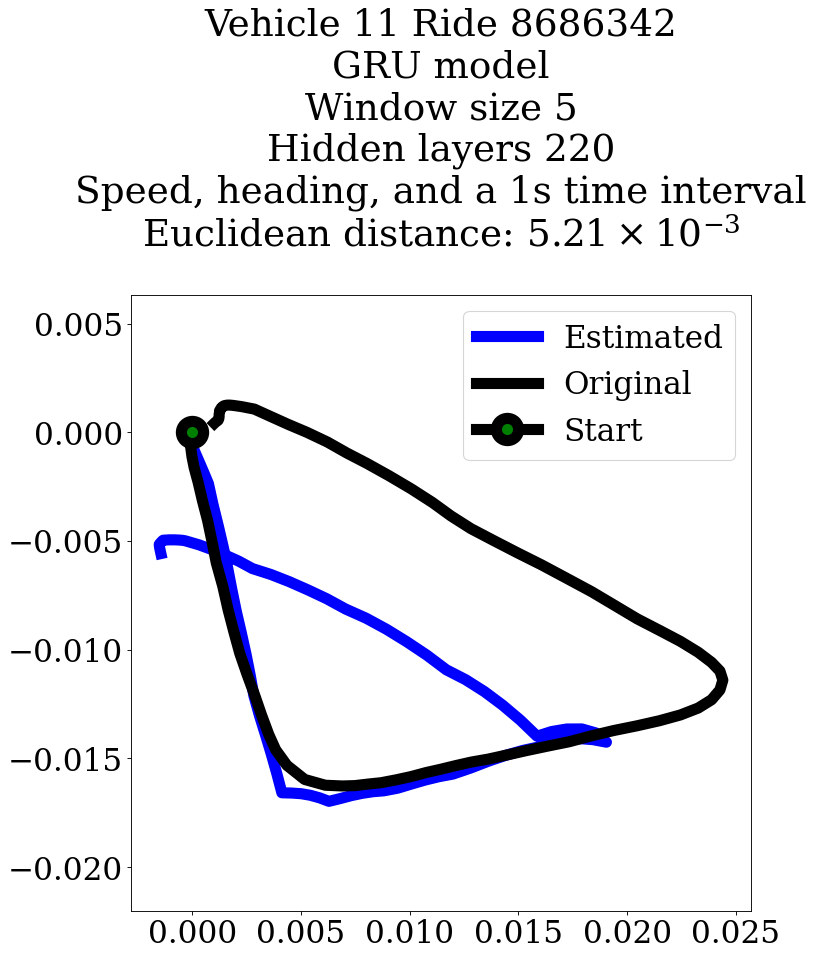 Vehicle 11 Ride 8686342
GRU model
Window size 5
Hidden layers 220
Speed, heading, and a 1s time interval
Euclidean distance: 5.21 × 10⁻³
Estimated
Original
Start
0.005
0.000
−0.005
−0.010
−0.015
−0.020
0.000 0.005 0.010 0.015 0.020 0.025